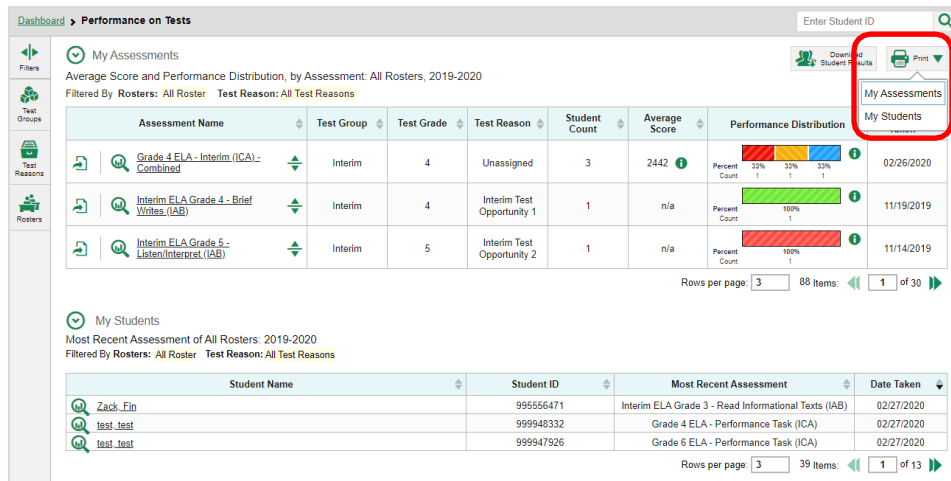 Dashboard > Performance on Tests
Enter Student ID
Filters
Test Groups
Test Reasons
Rosters
My Assessments
Download Student Results
Print
My Assessments
My Students
Average Score and Performance Distribution, by Assessment: All Rosters, 2019-2020
Filtered By Rosters: All Roster Test Reason: All Test Reasons
Assessment Name Test Group Test Grade Test Reason Student Count Average Score Performance Distribution
Grade 4 ELA - Interim (ICA) - Combined Interim 4 Unassigned 3 2442 02/26/2020
Percent 33% 33% 33%
Count 1 1 1
Interim ELA Grade 4 - Brief Writes (IAB) Interim 4 Interim Test Opportunity 1 1 n/a 11/19/2019
Percent 100%
Count 1
Interim ELA Grade 5 - Listen/Interpret (IAB) Interim 5 Interim Test Opportunity 2 1 n/a 11/14/2019
Percent 100%
Count 1
Rows per page: 3 88 Items: 1 of 30
My Students
Most Recent Assessment of All Rosters: 2019-2020
Filtered By Rosters: All Roster Test Reason: All Test Reasons
Student Name Student ID Most Recent Assessment Date Taken
Zack, Fin 995556471 Interim ELA Grade 3 - Read Informational Texts (IAB) 02/27/2020
test, test 999948332 Grade 4 ELA - Performance Task (ICA) 02/27/2020
test, test 999947926 Grade 6 ELA - Performance Task (ICA) 02/27/2020
Rows per page: 3 39 Items: 1 of 13